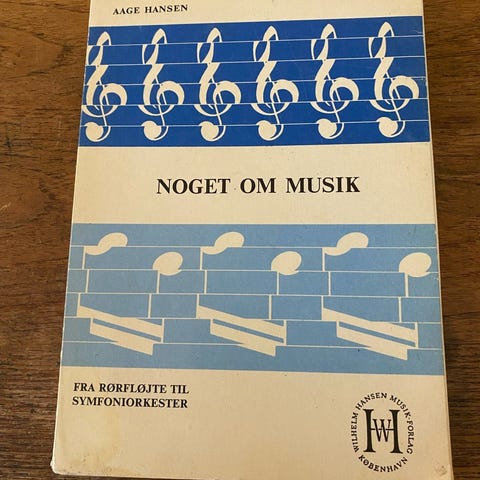 AAGE HANSEN
NOGET OM MUSIK
FRA RØRFLØJTE TIL
SYMFONIORKESTER
WILHELM HANSEN MUSIK-FORLAG
KØBENHAVN
WH